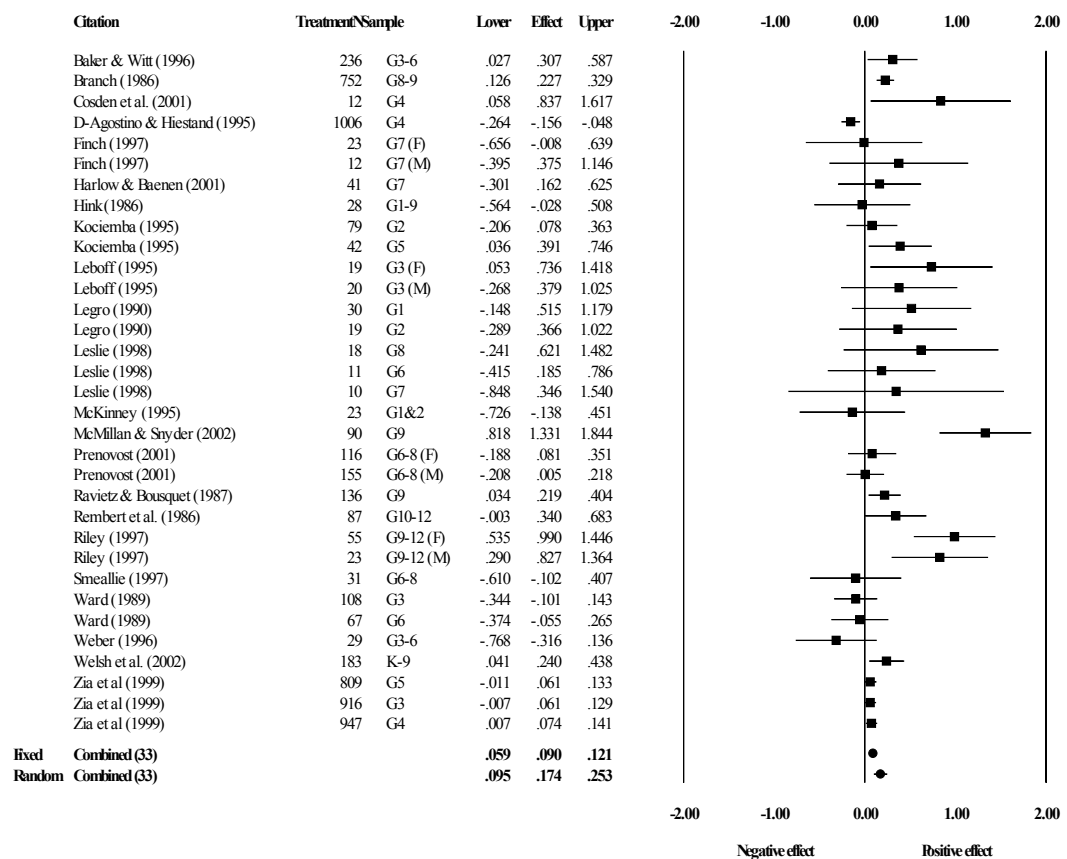 Citation TreatmentN Sample Lover Effect Upper -2.00 -1.00 0.00 1.00 2.00
Baker & Witt (1996) 236 G3-6 .027 .307 .587
Branch (1986) 752 G8-9 .126 .227 .329
Cosden et al. (2001) 12 G4 .058 .837 1.617
D-Agostino & Hiestand (1995) 1006 G4 -.264 -.156 -.048
Finch (1997) 23 G7 (F) -.656 -.008 .639
Finch (1997) 12 G7 (M) -.395 .375 1.146
Harlow & Baenen (2001) 41 G7 -.301 .162 .625
Hink (1986) 28 G1-9 -.564 -.028 .508
Kociemba (1995) 79 G2 -.206 .078 .363
Kociemba (1995) 42 G5 .036 .391 .746
Leboff (1995) 19 G3 (F) .053 .736 1.418
Leboff (1995) 20 G3 (M) -.268 .379 1.025
Legro (1990) 30 G1 -.148 .515 1.179
Legro (1990) 19 G2 -.289 .366 1.022
Leslie (1998) 18 G8 -.241 .621 1.482
Leslie (1998) 11 G6 -.415 .185 .786
Leslie (1998) 10 G7 -.848 .346 1.540
McKinney (1995) 23 G1&2 -.726 -.138 .451
McMillan & Snyder (2002) 90 G9 .818 1.331 1.844
Prenovost (2001) 116 G6-8 (F) -.188 .081 .351
Prenovost (2001) 155 G6-8 (M) -.208 .005 .218
Ravietz & Bousquet (1987) 136 G9 .034 .219 .404
Rembert et al. (1986) 87 G10-12 -.003 .340 .683
Riley (1997) 55 G9-12 (F) .535 .990 1.446
Riley (1997) 23 G9-12 (M) .290 .827 1.364
Smeallie (1997) 31 G6-8 -.610 -.102 .407
Ward (1989) 108 G3 -.344 -.101 .143
Ward (1989) 67 G6 -.374 -.055 .265
Weber (1996) 29 G3-6 -.768 -.316 .136
Welsh et al. (2002) 183 K-9 .041 .240 .438
Zia et al (1999) 809 G5 -.011 .061 .133
Zia et al (1999) 916 G3 -.007 .061 .129
Zia et al (1999) 947 G4 .007 .074 .141
Fixed Combined (33) .059 .090 .121
Random Combined (33) .095 .174 .253
-2.00 -1.00 0.00 1.00 2.00
Negative effect Positive effect